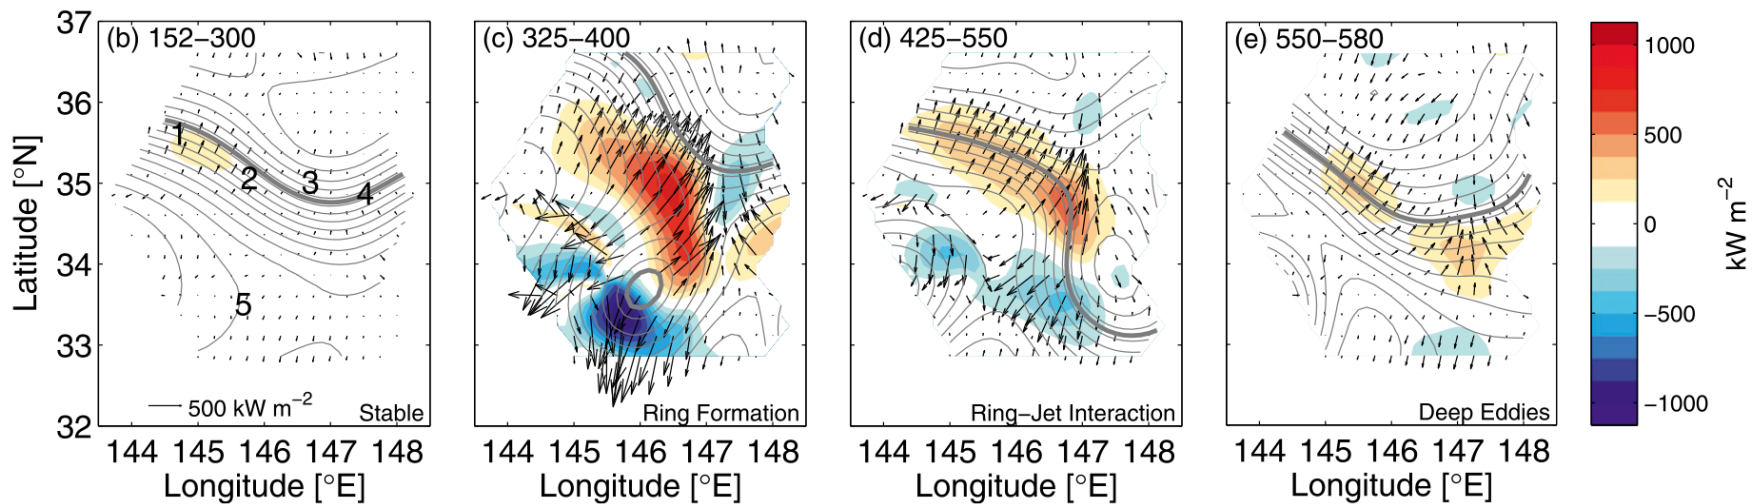 (b) 152−300
(c) 325−400
(d) 425−550
(e) 550−580
37
36
35
34
33
32
Latitude [°N]
1
2
3
4
5
500 kW m−2
Stable
Ring Formation
Ring−Jet Interaction
Deep Eddies
144 145 146 147 148
144 145 146 147 148
144 145 146 147 148
144 145 146 147 148
Longitude [°E]
Longitude [°E]
Longitude [°E]
Longitude [°E]
1000
500
0
−500
−1000
kW m−2